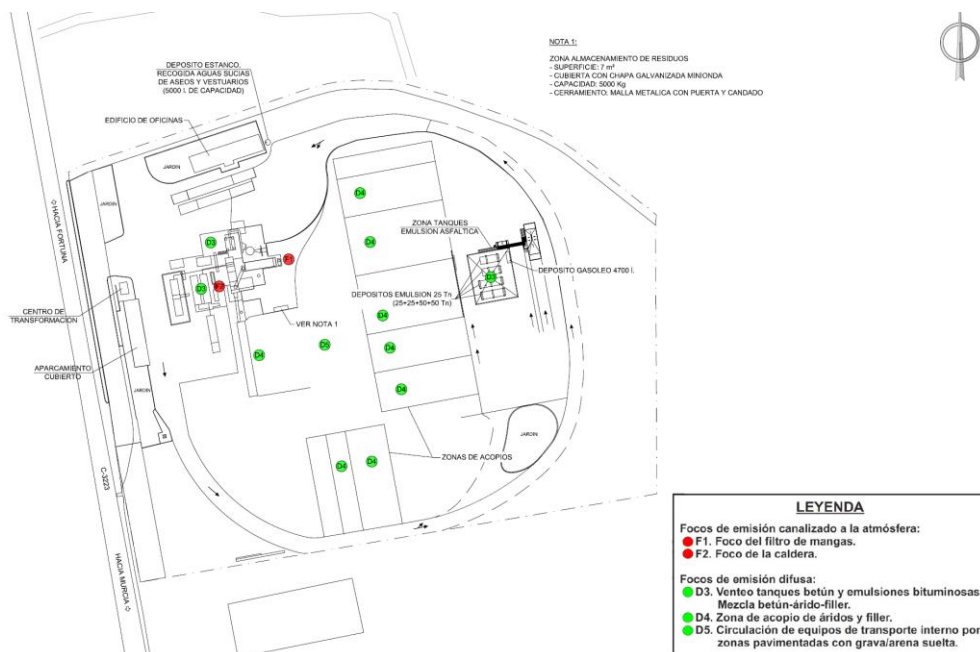 NOTA 1:
ZONA ALMACENAMIENTO DE RESIDUOS
- SUPERFICIE: 7 m²
- CUBIERTA CON CHAPA GALVANIZADA MINIONDA
- CAPACIDAD: 5000 Kg
- CERRAMIENTO: MALLA METALICA CON PUERTA Y CANDADO
DEPOSITO ESTANCO,
RECOGIDA AGUAS SUCIAS
DE ASEOS Y VESTUARIOS
(5000 l. DE CAPACIDAD)
EDIFICIO DE OFICINAS
JARDIN
JARDIN
HACIA FORTUNA
D4
ZONA TANQUES
EMULSION ASFALTICA
D3
D4
F1
DEPOSITO GASOLEO 4700 l.
D3
D3
F2
DEPOSITOS EMULSION 25 Tn
(25+25+50+50 Tn)
CENTRO DE
TRANSFORMACION
VER NOTA 1
D4
D5
D4
D4
APARCAMIENTO
CUBIERTO
JARDIN
D4
JARDIN
ZONAS DE ACOPIOS
D4
D4
C-3223
HACIA MURCIA
LEYENDA
Focos de emisión canalizado a la atmósfera:
F1. Foco del filtro de mangas.
F2. Foco de la caldera.
Focos de emisión difusa:
D3. Venteo tanques betún y emulsiones bituminosas
Mezcla betún-árido-filler.
D4. Zona de acopio de áridos y filler.
D5. Circulación de equipos de transporte interno por
zonas pavimentadas con grava/arena suelta.